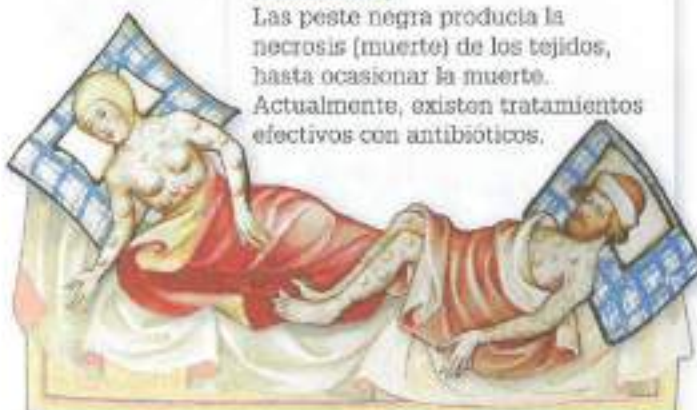 Las peste negra producía la
necrosis (muerte) de los tejidos,
hasta ocasionar la muerte.
Actualmente, existen tratamientos
efectivos con antibióticos.